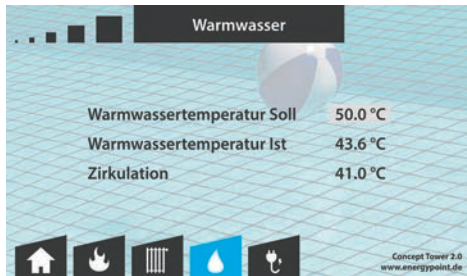 Warmwasser
Warmwassertemperatur Soll 50.0 °C
Warmwassertemperatur Ist 43.6 °C
Zirkulation 41.0 °C
Concept Tower 2.0
www.energypoint.de